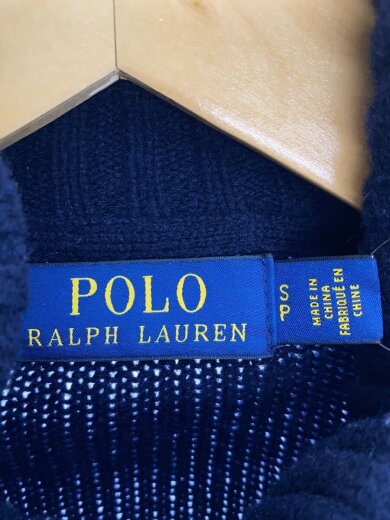 POLO
RALPH LAUREN
S
P
MADE IN
CHINA
FABRIQUÉ EN
CHINE